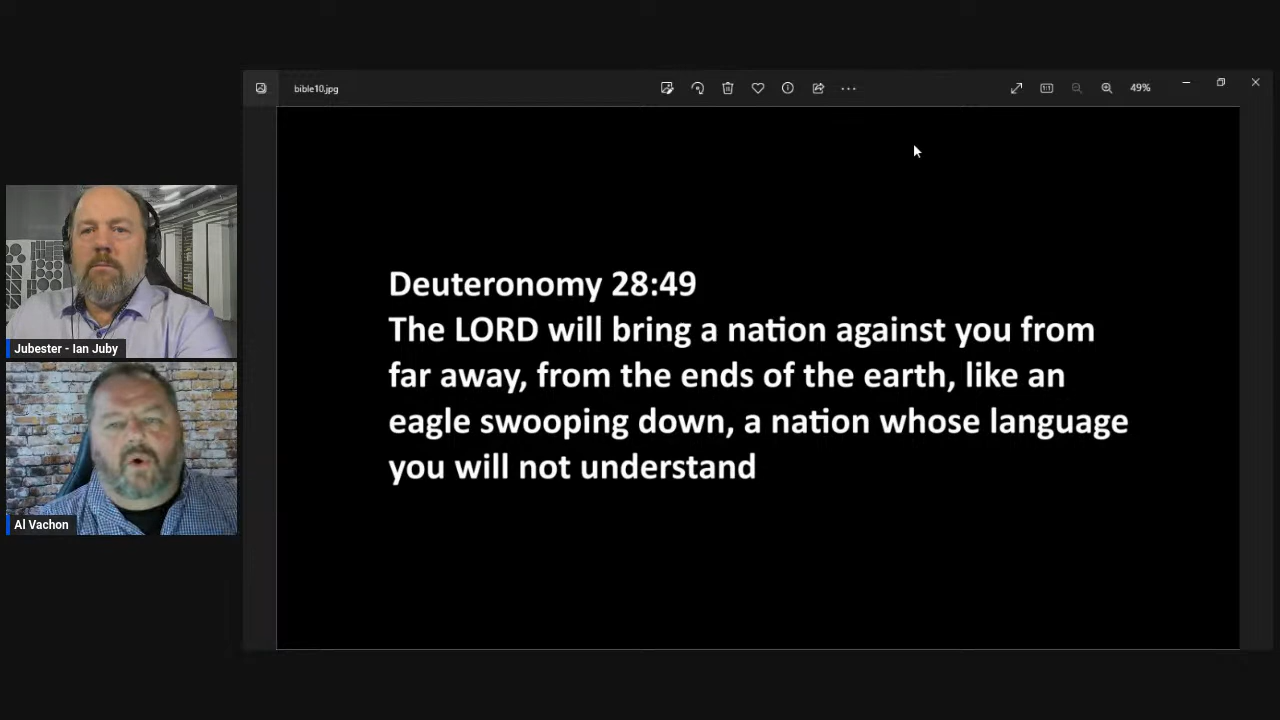 bible10.jpg
49%
Jubester - Ian Juby
Al Vachon
Deuteronomy 28:49
The LORD will bring a nation against you from
far away, from the ends of the earth, like an
eagle swooping down, a nation whose language
you will not understand